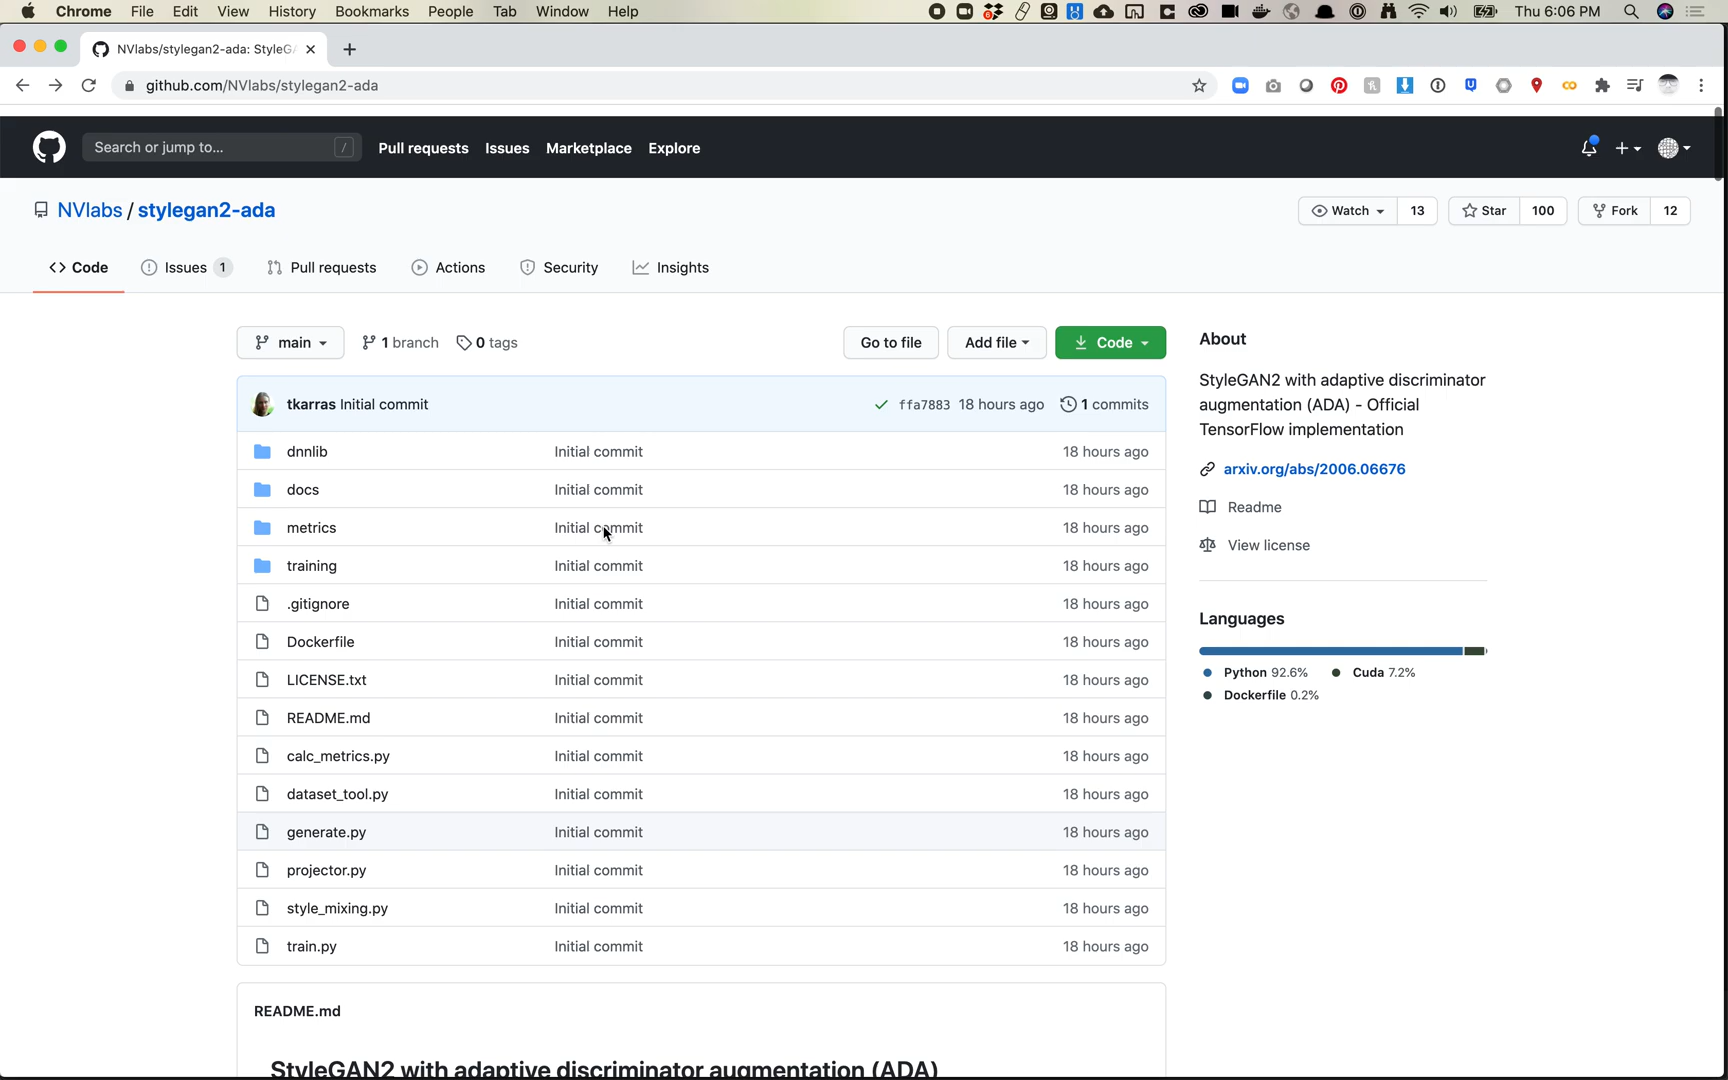 Chrome File Edit View History Bookmarks People Tab Window Help Thu 6:06 PM
NVlabs/stylegan2-ada: StyleG
github.com/NVlabs/stylegan2-ada
Search or jump to... / Pull requests Issues Marketplace Explore
NVlabs / stylegan2-ada Watch 13 Star 100 Fork 12
Code Issues 1 Pull requests Actions Security Insights
main 1 branch 0 tags Go to file Add file Code
tkarras Initial commit ffa7883 18 hours ago 1 commits
dnnlib Initial commit 18 hours ago
docs Initial commit 18 hours ago
metrics Initial commit 18 hours ago
training Initial commit 18 hours ago
.gitignore Initial commit 18 hours ago
Dockerfile Initial commit 18 hours ago
LICENSE.txt Initial commit 18 hours ago
README.md Initial commit 18 hours ago
calc_metrics.py Initial commit 18 hours ago
dataset_tool.py Initial commit 18 hours ago
generate.py Initial commit 18 hours ago
projector.py Initial commit 18 hours ago
style_mixing.py Initial commit 18 hours ago
train.py Initial commit 18 hours ago
README.md
StyleGAN2 with adaptive discriminator augmentation (ADA)
About
StyleGAN2 with adaptive discriminator
augmentation (ADA) - Official
TensorFlow implementation
arxiv.org/abs/2006.06676
Readme
View license
Languages
Python 92.6% Cuda 7.2%
Dockerfile 0.2%